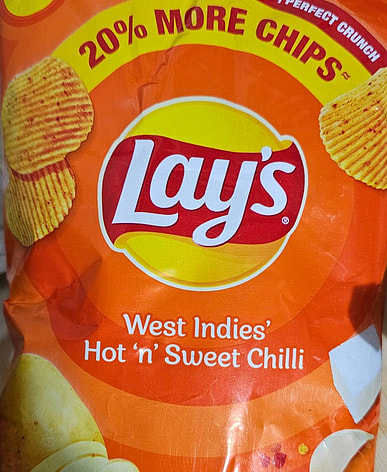 PERFECT CRUNCH
20% MORE CHIPS≈
Lay's®
West Indies'
Hot 'n' Sweet Chilli